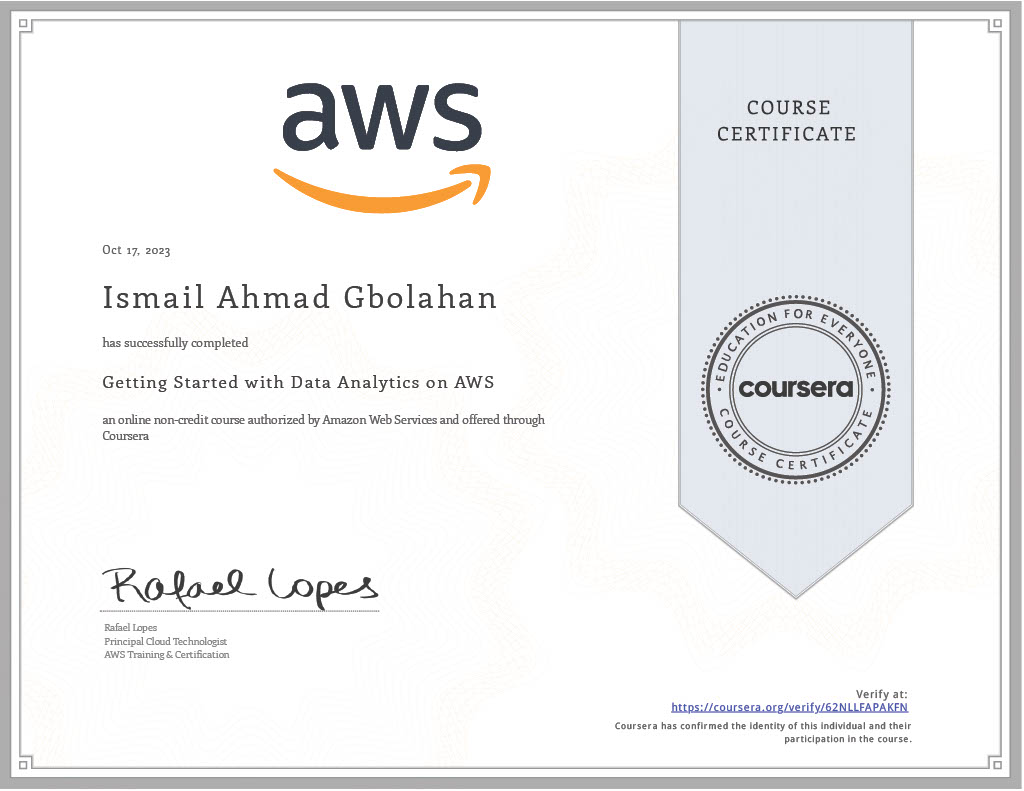 aws
COURSE
CERTIFICATE
Oct 17, 2023
Ismail Ahmad Gbolahan
has successfully completed
Getting Started with Data Analytics on AWS
an online non-credit course authorized by Amazon Web Services and offered through
Coursera
EDUCATION FOR EVERYONE
coursera
COURSE CERTIFICATE
Rafael Lopes
Rafael Lopes
Principal Cloud Technologist
AWS Training & Certification
Verify at:
https://coursera.org/verify/62NLLFAPAKFN
Coursera has confirmed the identity of this individual and their
participation in the course.